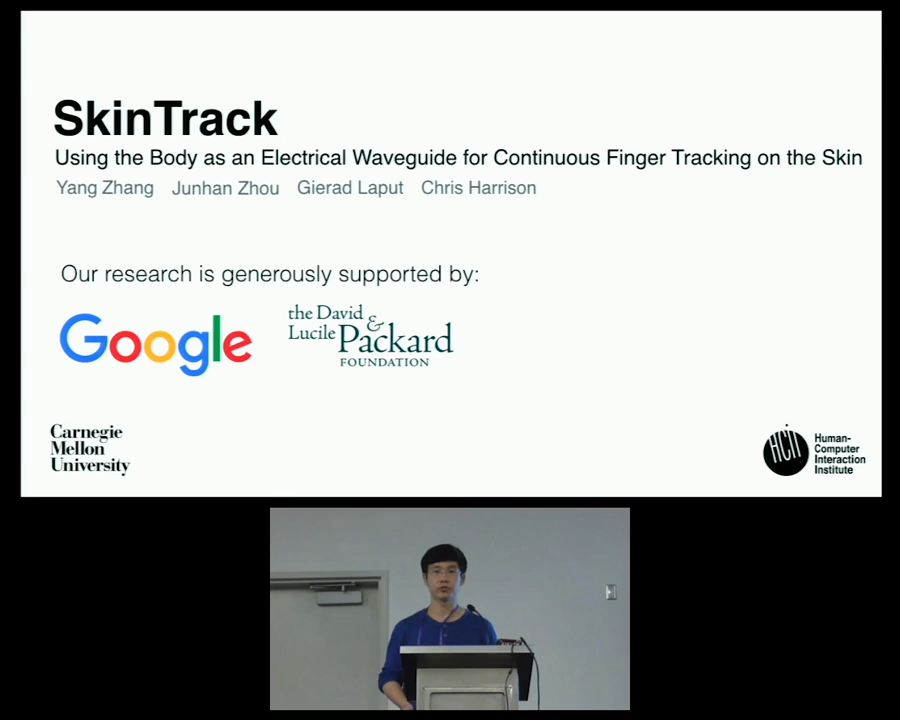 SkinTrack
Using the Body as an Electrical Waveguide for Continuous Finger Tracking on the Skin
Yang Zhang Junhan Zhou Gierad Laput Chris Harrison
Our research is generously supported by:
Google
the David &
Lucile Packard
FOUNDATION
Carnegie
Mellon
University
HCII
Human-
Computer
Interaction
Institute